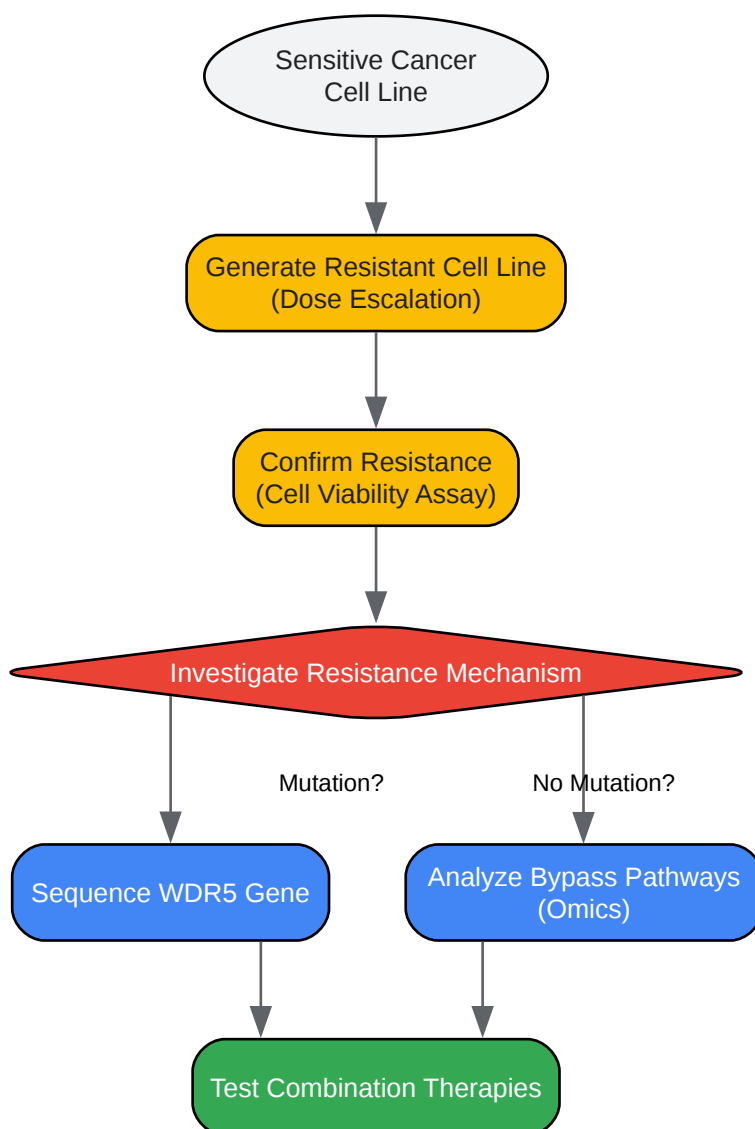 Sensitive Cancer
Cell Line
Generate Resistant Cell Line
(Dose Escalation)
Confirm Resistance
(Cell Viability Assay)
Investigate Resistance Mechanism
Mutation?
No Mutation?
Sequence WDR5 Gene
Analyze Bypass Pathways
(Omics)
Test Combination Therapies